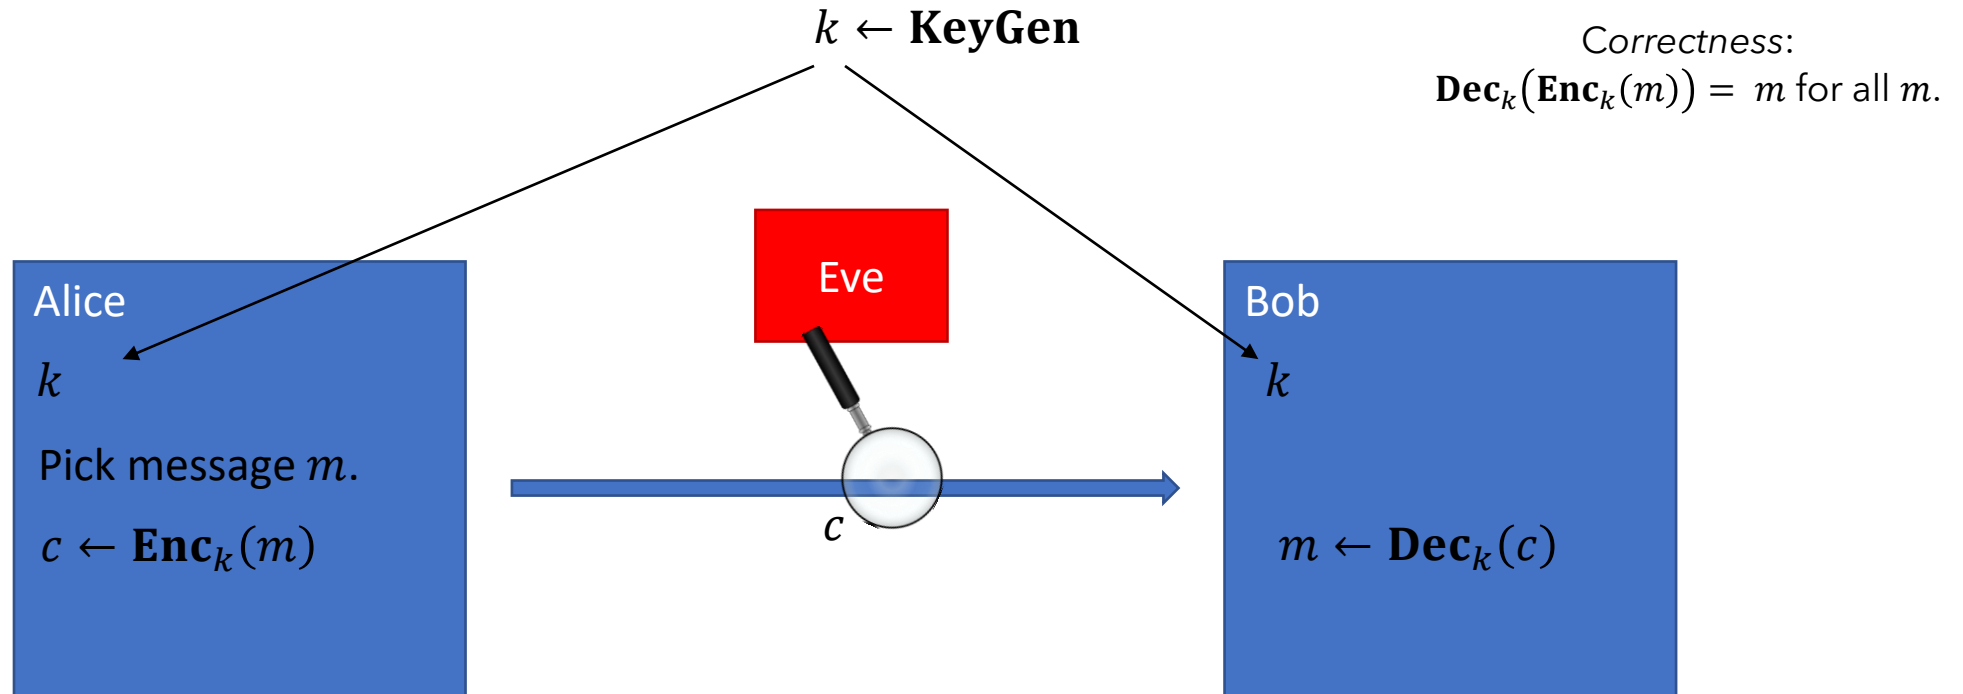 k ← KeyGen
Correctness:
Dec_k(Enc_k(m)) = m for all m.
Eve
Alice
k
Pick message m.
c ← Enc_k(m)
c
Bob
k
m ← Dec_k(c)